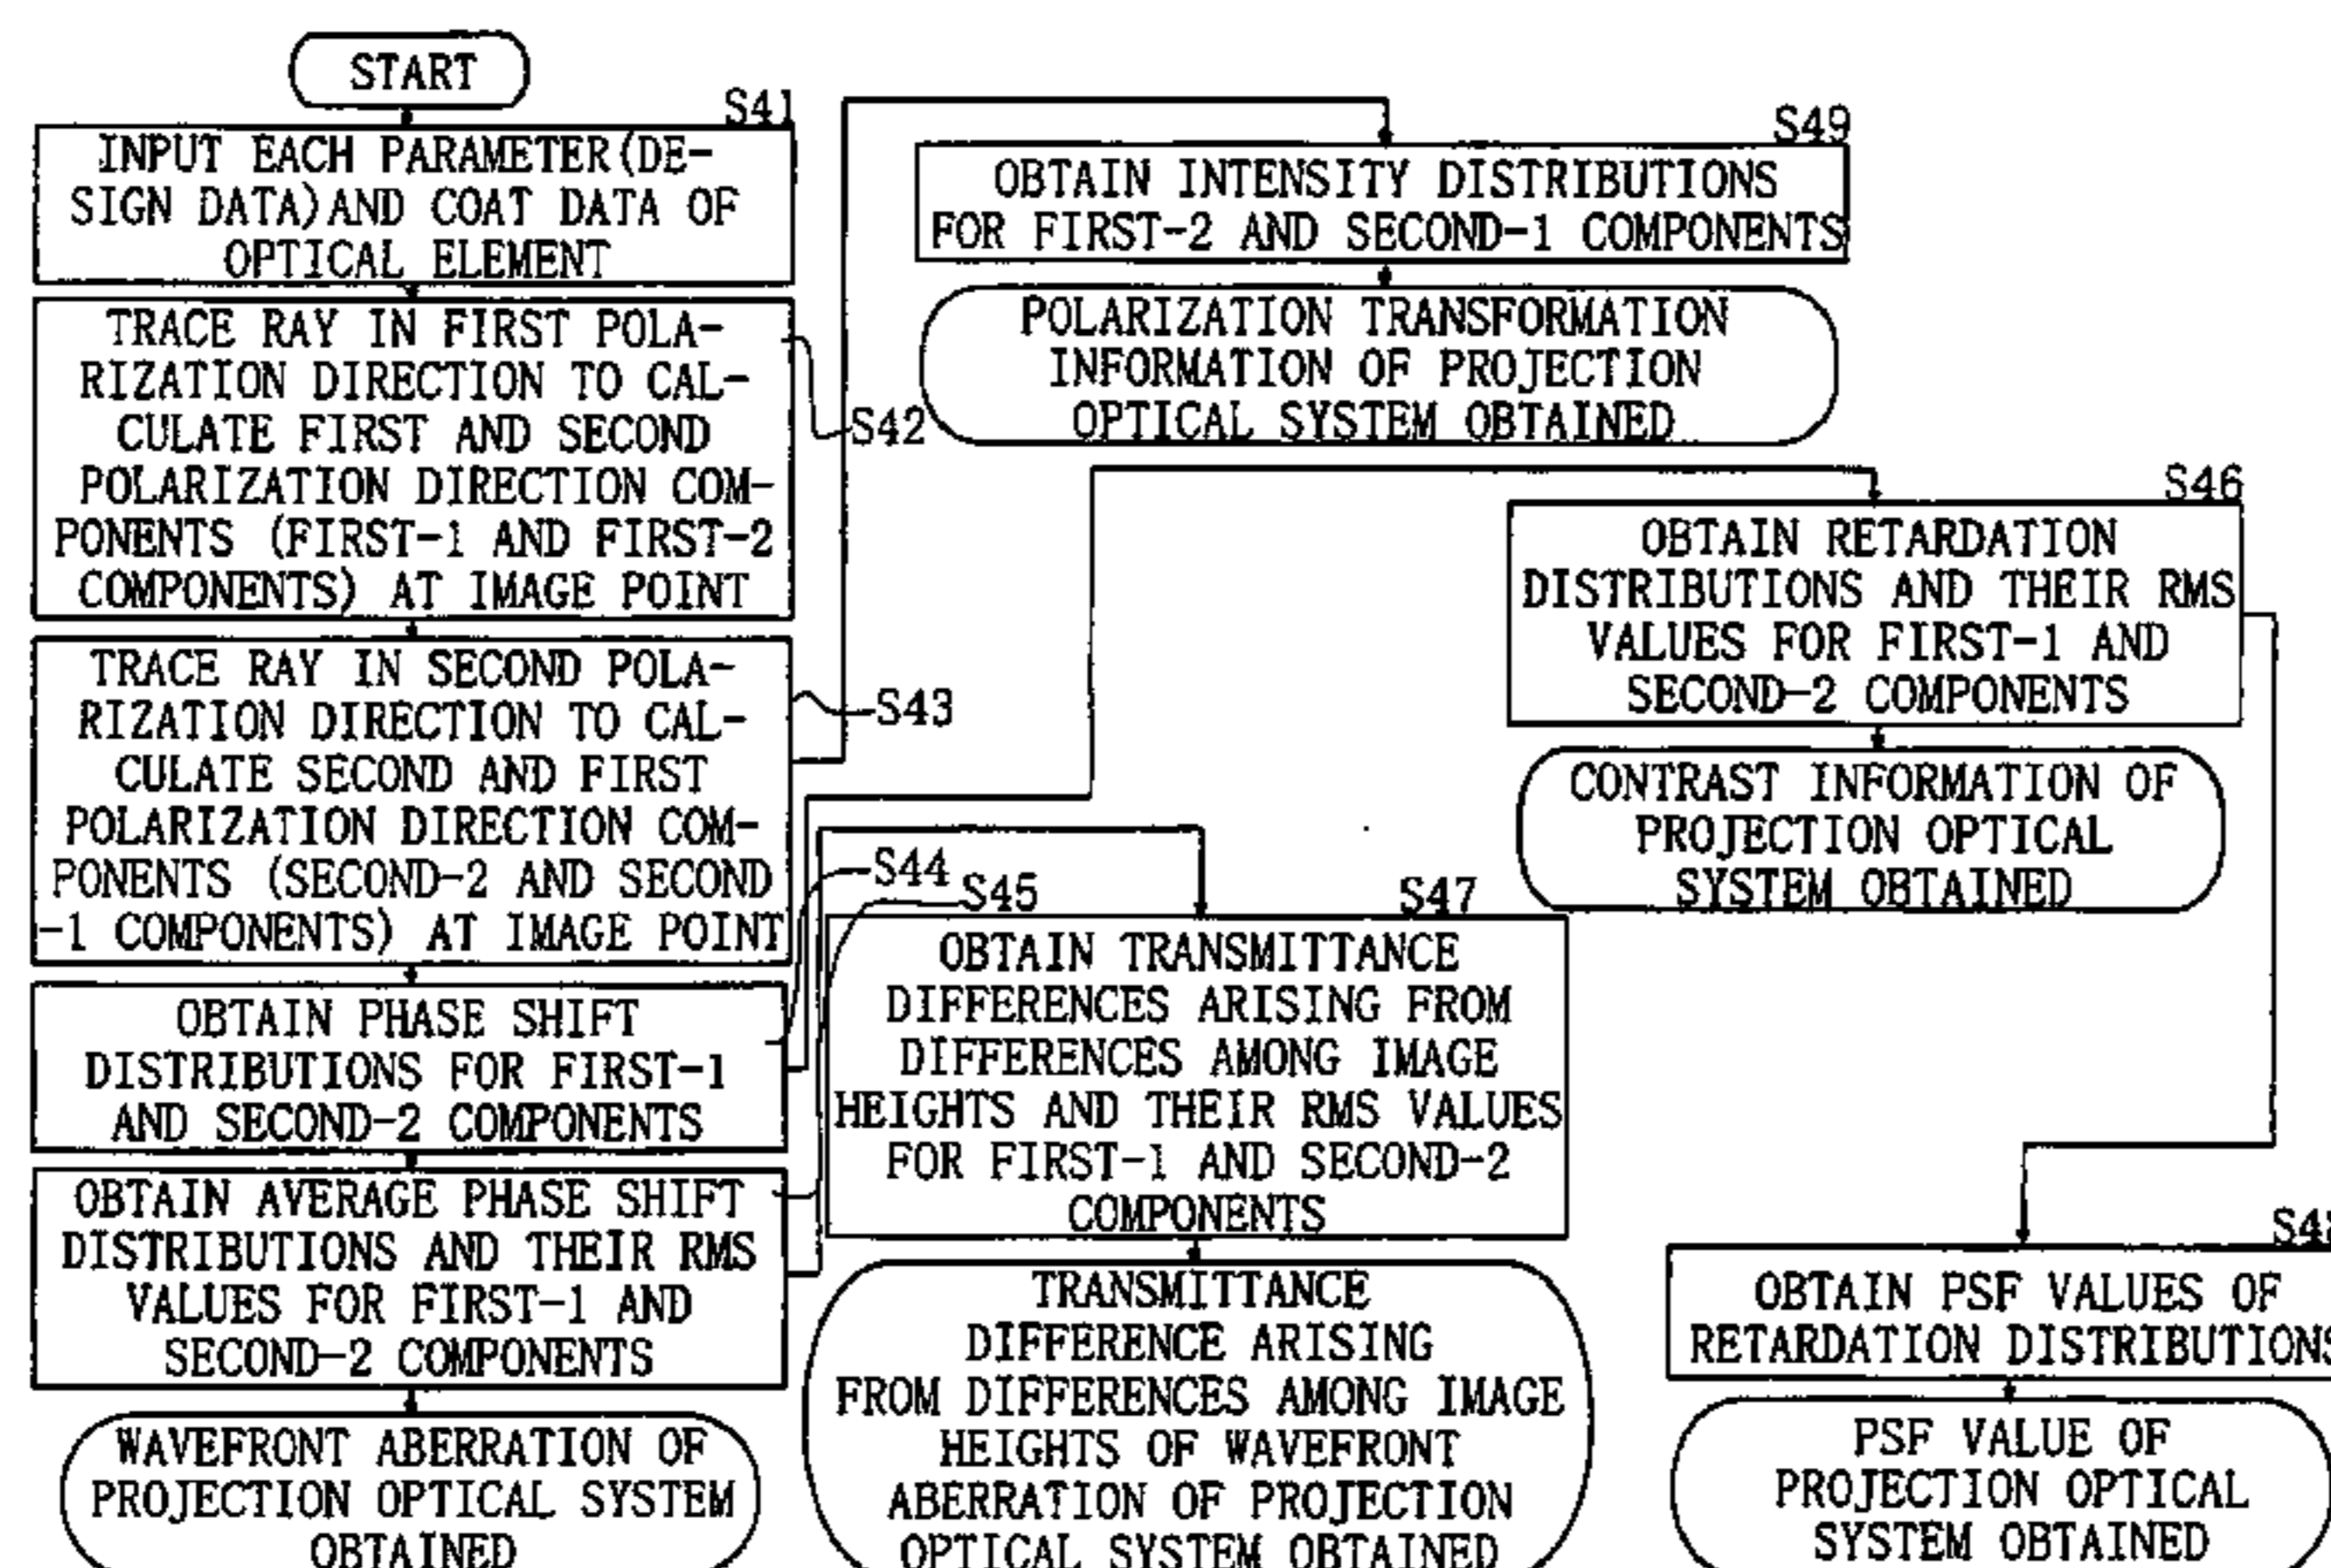 START
S41
INPUT EACH PARAMETER(DE-
SIGN DATA)AND COAT DATA OF
OPTICAL ELEMENT
TRACE RAY IN FIRST POLA-
RIZATION DIRECTION TO CAL-
CULATE FIRST AND SECOND
POLARIZATION DIRECTION COM-
PONENTS (FIRST-1 AND FIRST-2
COMPONENTS) AT IMAGE POINT
S42
TRACE RAY IN SECOND POLA-
RIZATION DIRECTION TO CAL-
CULATE SECOND AND FIRST
POLARIZATION DIRECTION COM-
PONENTS (SECOND-2 AND SECOND
-1 COMPONENTS) AT IMAGE POINT
S43
S44
OBTAIN PHASE SHIFT
DISTRIBUTIONS FOR FIRST-1
AND SECOND-2 COMPONENTS
S45
OBTAIN AVERAGE PHASE SHIFT
DISTRIBUTIONS AND THEIR RMS
VALUES FOR FIRST-1 AND
SECOND-2 COMPONENTS
WAVEFRONT ABERRATION OF
PROJECTION OPTICAL SYSTEM
OBTAINED
S49
OBTAIN INTENSITY DISTRIBUTIONS
FOR FIRST-2 AND SECOND-1 COMPONENTS
POLARIZATION TRANSFORMATION
INFORMATION OF PROJECTION
OPTICAL SYSTEM OBTAINED
S46
OBTAIN RETARDATION
DISTRIBUTIONS AND THEIR RMS
VALUES FOR FIRST-1 AND
SECOND-2 COMPONENTS
CONTRAST INFORMATION OF
PROJECTION OPTICAL
SYSTEM OBTAINED
S47
OBTAIN TRANSMITTANCE
DIFFERENCES ARISING FROM
DIFFERENCES AMONG IMAGE
HEIGHTS AND THEIR RMS VALUES
FOR FIRST-1 AND SECOND-2
COMPONENTS
TRANSMITTANCE
DIFFERENCE ARISING
FROM DIFFERENCES AMONG IMAGE
HEIGHTS OF WAVEFRONT
ABERRATION OF PROJECTION
OPTICAL SYSTEM OBTAINED
S48
OBTAIN PSF VALUES OF
RETARDATION DISTRIBUTIONS
PSF VALUE OF
PROJECTION OPTICAL
SYSTEM OBTAINED